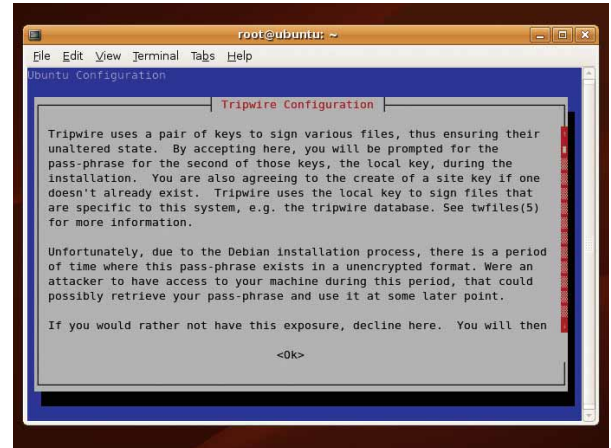 root@ubuntu: ~
File Edit View Terminal Tabs Help
Ubuntu Configuration
Tripwire Configuration
Tripwire uses a pair of keys to sign various files, thus ensuring their
unaltered state. By accepting here, you will be prompted for the
pass-phrase for the second of those keys, the local key, during the
installation. You are also agreeing to the create of a site key if one
doesn't already exist. Tripwire uses the local key to sign files that
are specific to this system, e.g. the tripwire database. See twfiles(5)
for more information.
Unfortunately, due to the Debian installation process, there is a period
of time where this pass-phrase exists in a unencrypted format. Were an
attacker to have access to your machine during this period, that could
possibly retrieve your pass-phrase and use it at some later point.
If you would rather not have this exposure, decline here. You will then
<Ok>